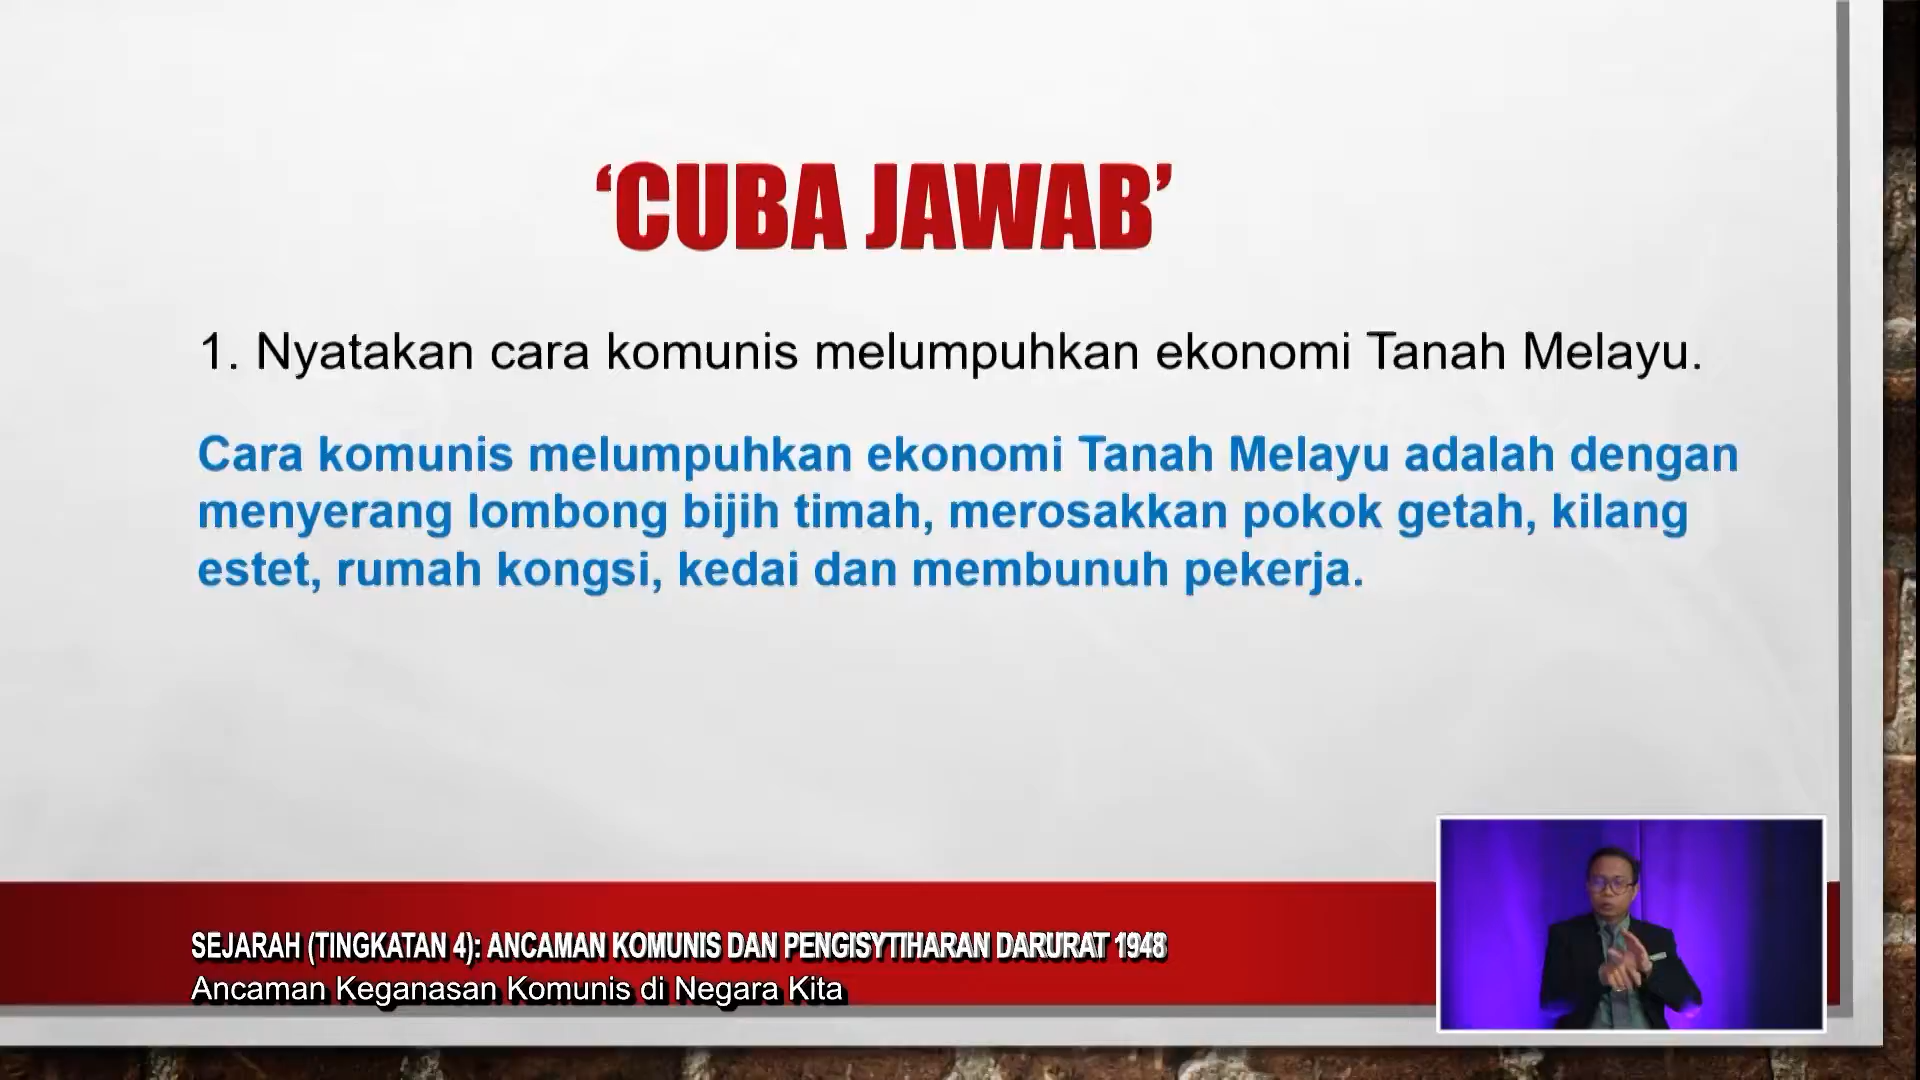 ‘CUBA JAWAB’
1. Nyatakan cara komunis melumpuhkan ekonomi Tanah Melayu.
Cara komunis melumpuhkan ekonomi Tanah Melayu adalah dengan
menyerang lombong bijih timah, merosakkan pokok getah, kilang
estet, rumah kongsi, kedai dan membunuh pekerja.
SEJARAH (TINGKATAN 4): ANCAMAN KOMUNIS DAN PENGISYTIHARAN DARURAT 1948
Ancaman Keganasan Komunis di Negara Kita